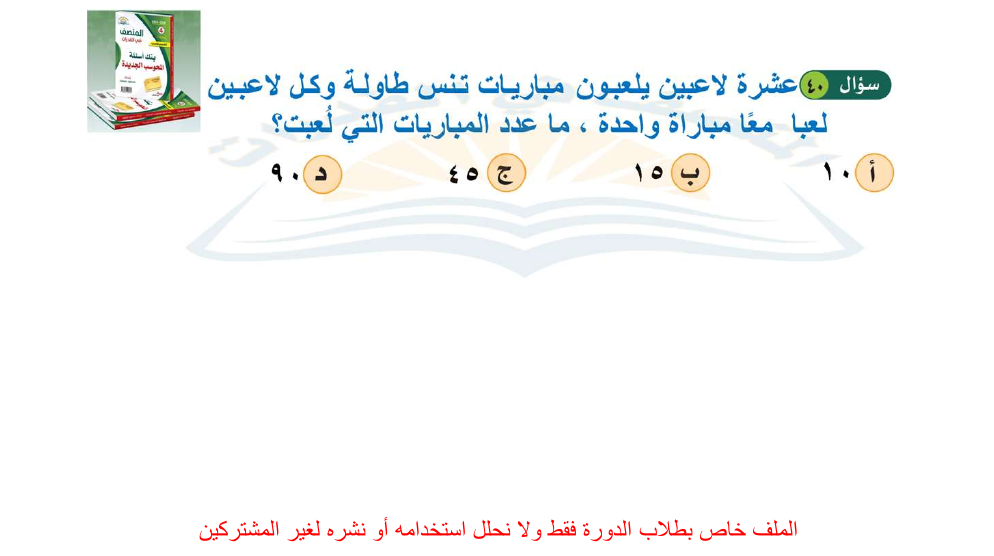 المنصف
في القدرات
بنك أسئلة
المحوسب الجديدة
سؤال ٤٠ عشرة لاعبين يلعبون مباريات تنس طاولة وكل لاعبين
لعبا معًا مباراة واحدة ، ما عدد المباريات التي لُعبت؟
أ ١٠ ب ١٥ ج ٤٥ د ٩٠
الملف خاص بطلاب الدورة فقط ولا نحلل استخدامه أو نشره لغير المشتركين